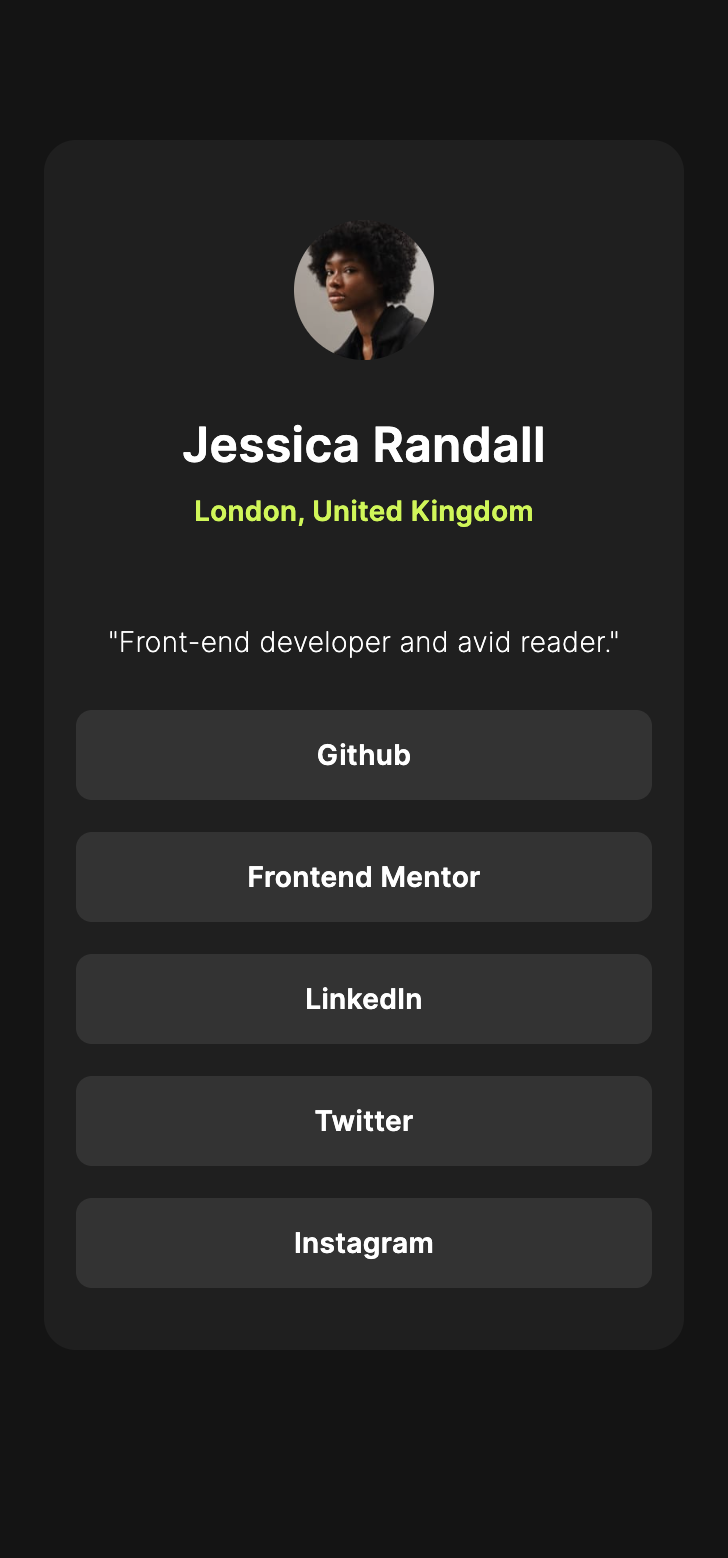 Jessica Randall
London, United Kingdom
"Front-end developer and avid reader."
Github
Frontend Mentor
LinkedIn
Twitter
Instagram